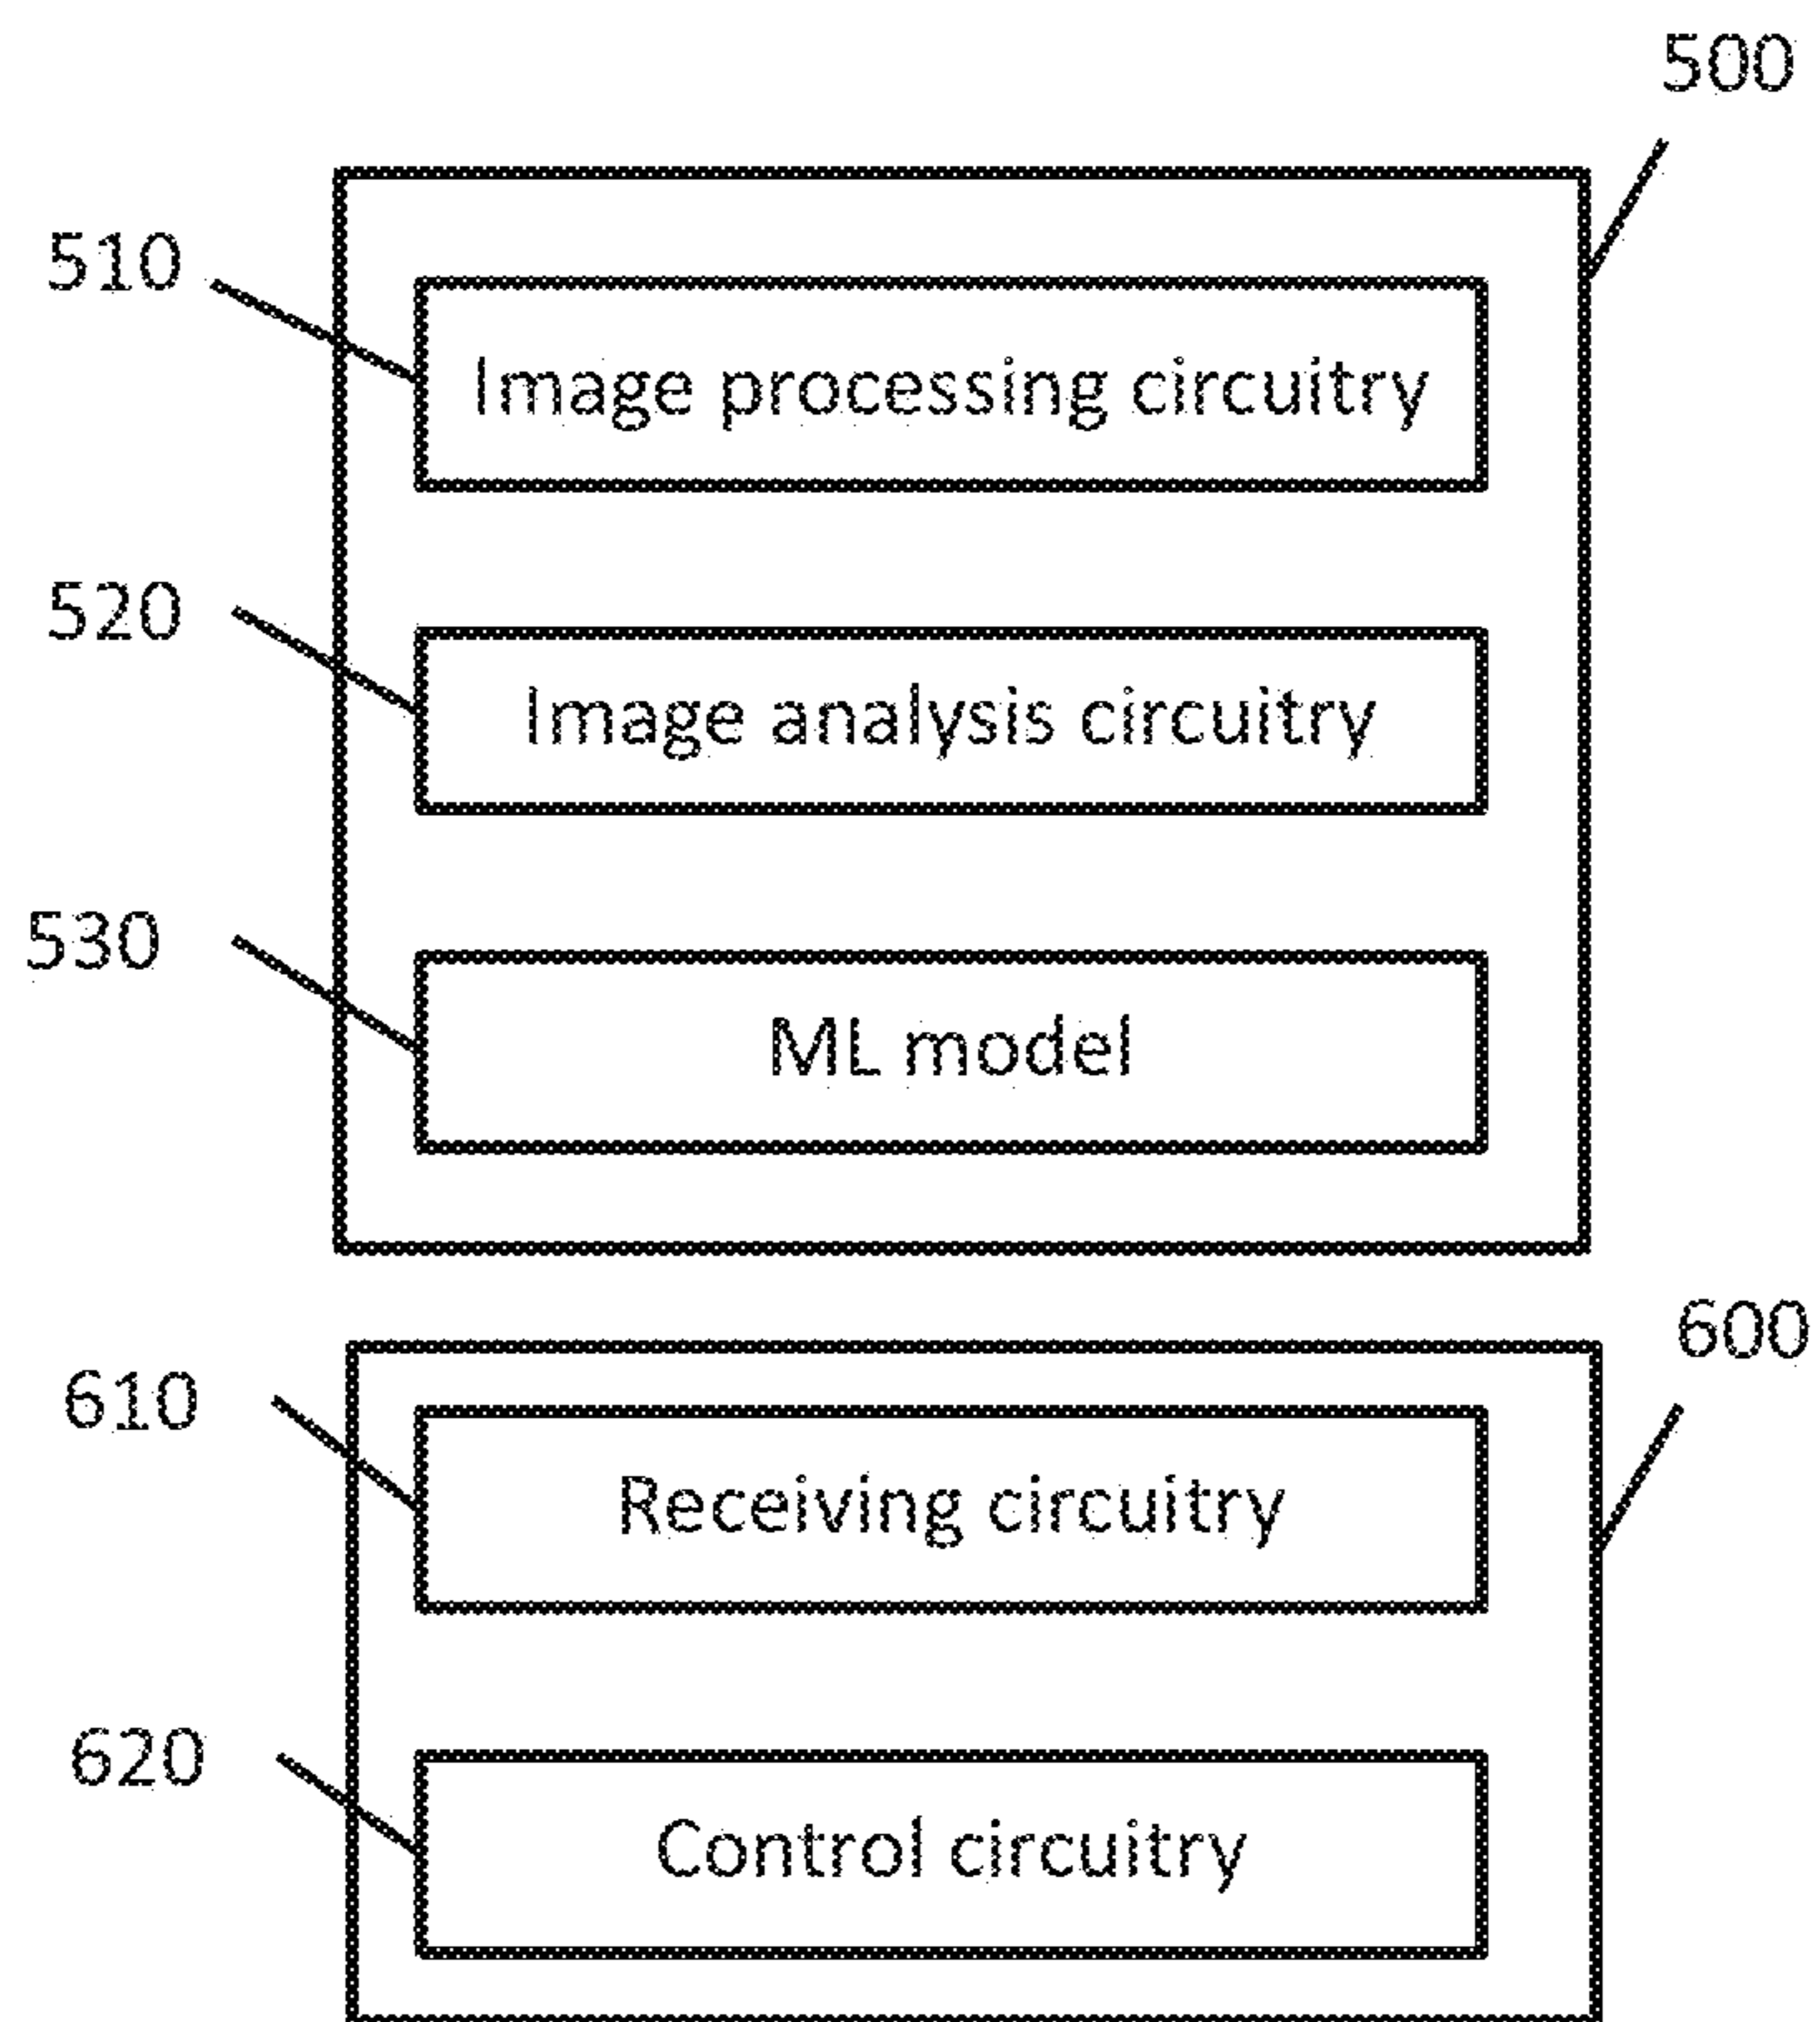 500
510
Image processing circuitry
520
Image analysis circuitry
530
ML model
600
610
Receiving circuitry
620
Control circuitry